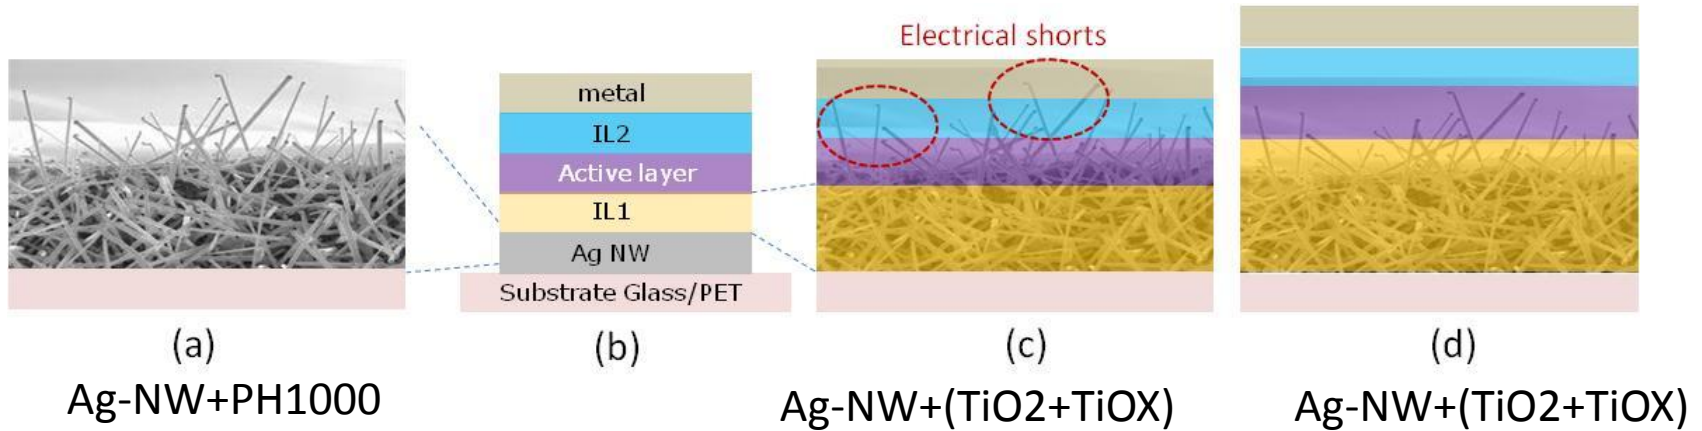 Electrical shorts
metal
IL2
Active layer
IL1
Ag NW
Substrate Glass/PET
(a)
(b)
(c)
(d)
Ag-NW+PH1000
Ag-NW+(TiO2+TiOX)
Ag-NW+(TiO2+TiOX)